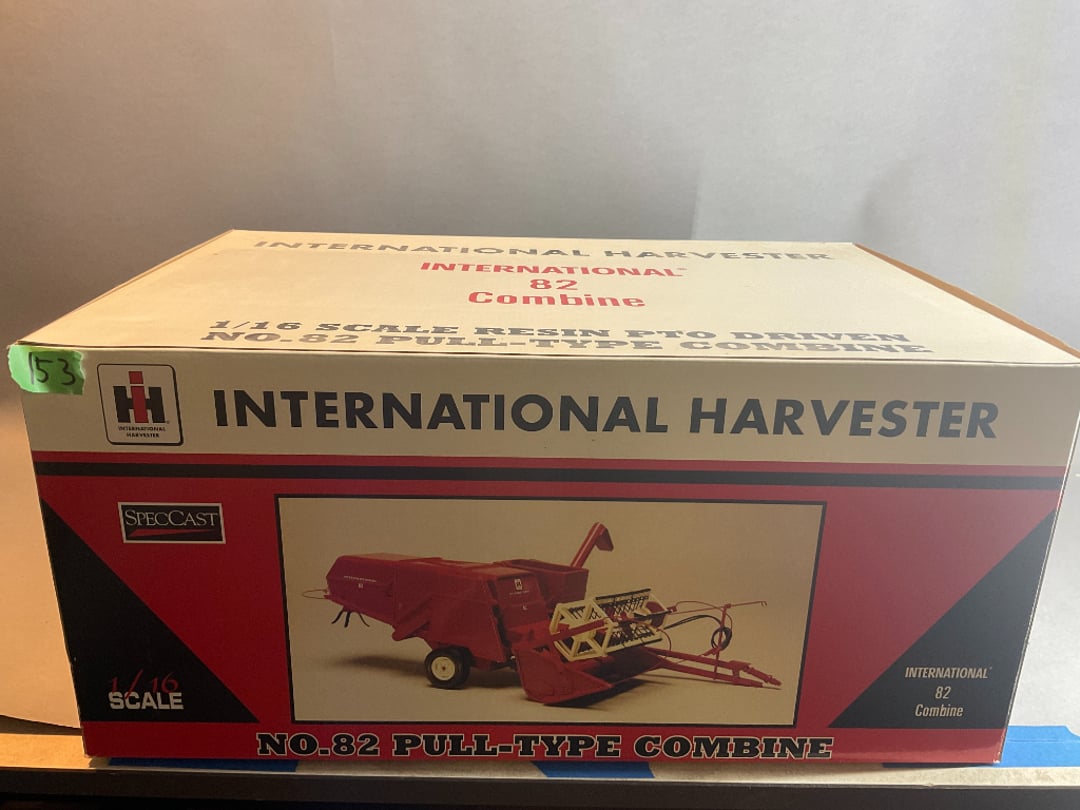 INTERNATIONAL HARVESTER
INTERNATIONAL
82
Combine
1/16 SCALE RESIN PTO DRIVEN
NO.82 PULL-TYPE COMBINE
153
IH
INTERNATIONAL
HARVESTER
INTERNATIONAL HARVESTER
SPECCAST
1/16
SCALE
INTERNATIONAL
82
Combine
NO.82 PULL-TYPE COMBINE